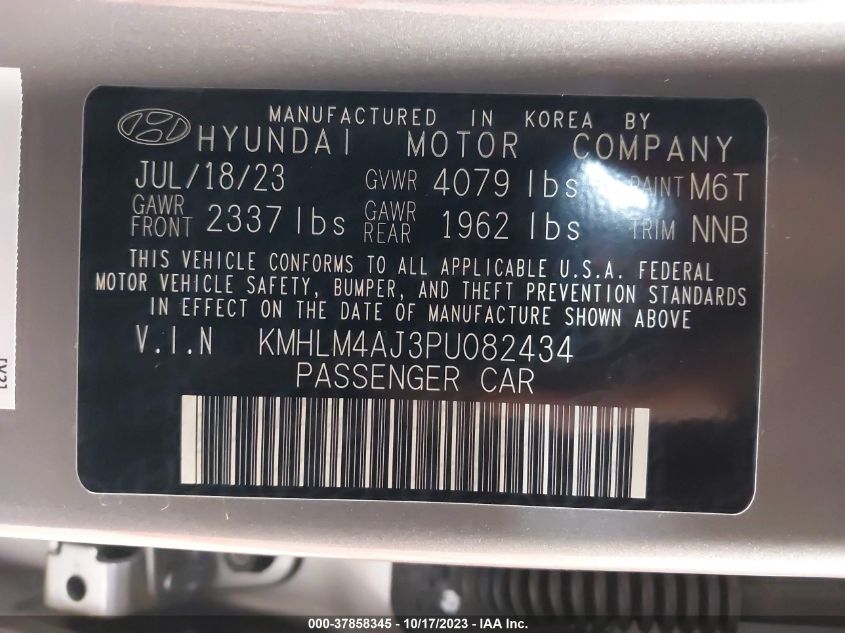 MANUFACTURED IN KOREA BY
HYUNDAI MOTOR COMPANY
JUL/18/23 GVWR 4079 lbs PAINT M6T
GAWR FRONT 2337 lbs GAWR REAR 1962 lbs TRIM NNB
THIS VEHICLE CONFORMS TO ALL APPLICABLE U.S.A. FEDERAL
MOTOR VEHICLE SAFETY, BUMPER, AND THEFT PREVENTION STANDARDS
IN EFFECT ON THE DATE OF MANUFACTURE SHOWN ABOVE
V.I.N KMHLM4AJ3PU082434
PASSENGER CAR
000-37858345 - 10/17/2023 - IAA Inc.